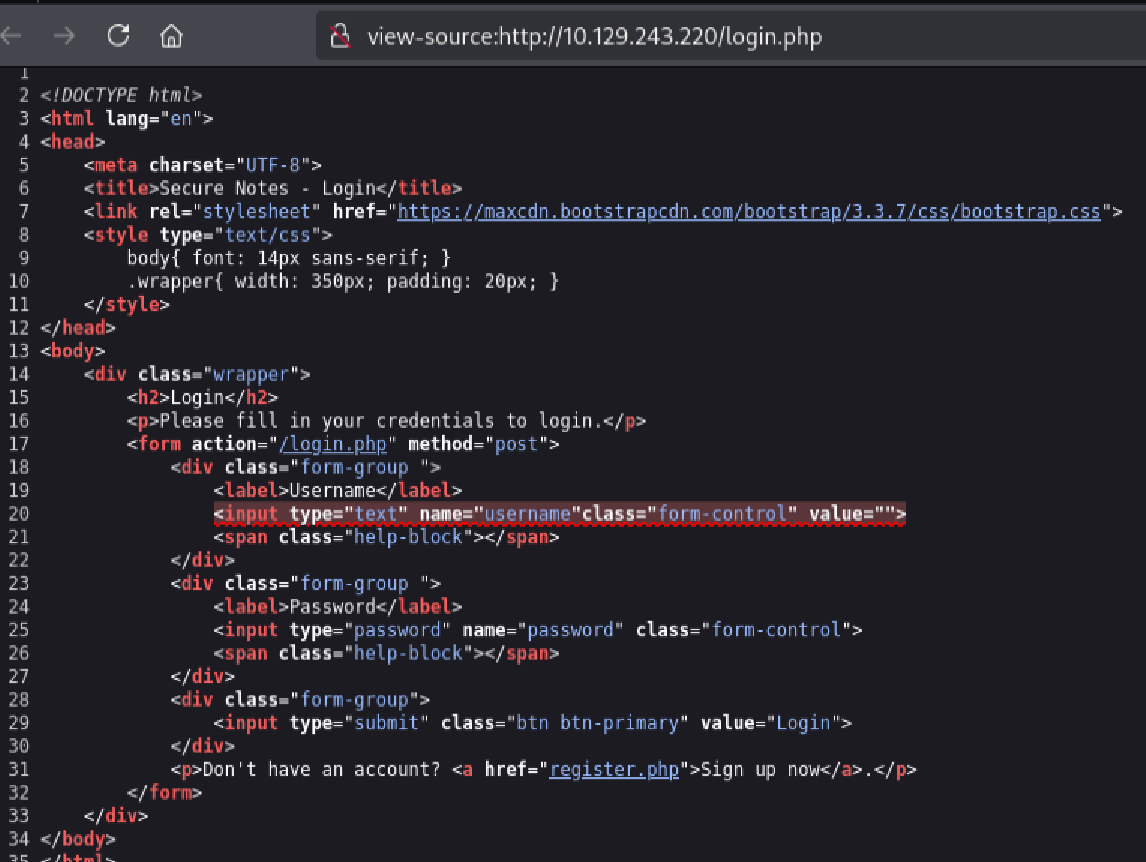 view-source:http://10.129.243.220/login.php
1
2 <!DOCTYPE html>
3 <html lang="en">
4 <head>
5     <meta charset="UTF-8">
6     <title>Secure Notes - Login</title>
7     <link rel="stylesheet" href="https://maxcdn.bootstrapcdn.com/bootstrap/3.3.7/css/bootstrap.css">
8     <style type="text/css">
9         body{ font: 14px sans-serif; }
10         .wrapper{ width: 350px; padding: 20px; }
11     </style>
12 </head>
13 <body>
14     <div class="wrapper">
15         <h2>Login</h2>
16         <p>Please fill in your credentials to login.</p>
17         <form action="/login.php" method="post">
18             <div class="form-group ">
19                 <label>Username</label>
20                 <input type="text" name="username"class="form-control" value="">
21                 <span class="help-block"></span>
22             </div>
23             <div class="form-group ">
24                 <label>Password</label>
25                 <input type="password" name="password" class="form-control">
26                 <span class="help-block"></span>
27             </div>
28             <div class="form-group">
29                 <input type="submit" class="btn btn-primary" value="Login">
30             </div>
31             <p>Don't have an account? <a href="register.php">Sign up now</a>.</p>
32         </form>
33     </div>
34 </body>
35 </html>